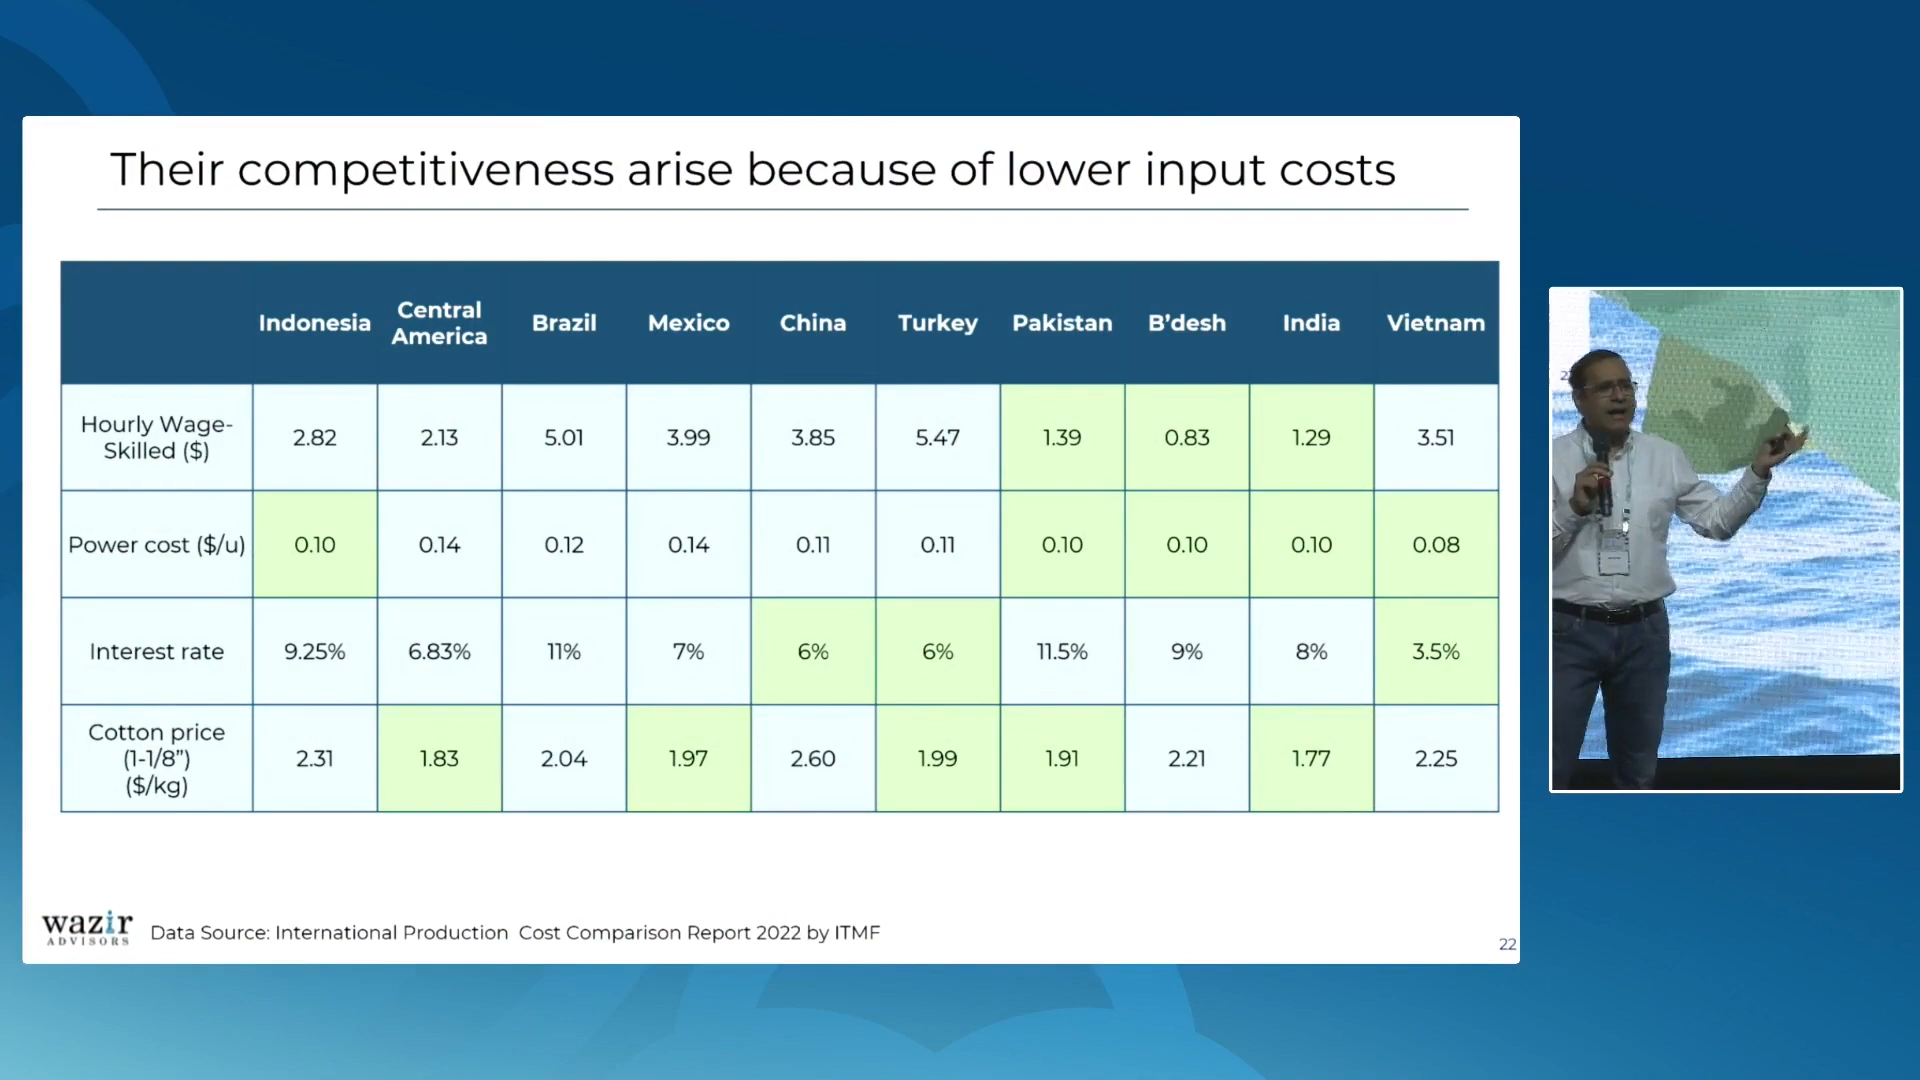 Their competitiveness arise because of lower input costs
Indonesia
Central
America
Brazil
Mexico
China
Turkey
Pakistan
B’desh
India
Vietnam
Hourly Wage-
Skilled ($)
2.82
2.13
5.01
3.99
3.85
5.47
1.39
0.83
1.29
3.51
Power cost ($/u)
0.10
0.14
0.12
0.14
0.11
0.11
0.10
0.10
0.10
0.08
Interest rate
9.25%
6.83%
11%
7%
6%
6%
11.5%
9%
8%
3.5%
Cotton price
(1-1/8”)
($/kg)
2.31
1.83
2.04
1.97
2.60
1.99
1.91
2.21
1.77
2.25
wazir
ADVISORS
Data Source: International Production Cost Comparison Report 2022 by ITMF
22